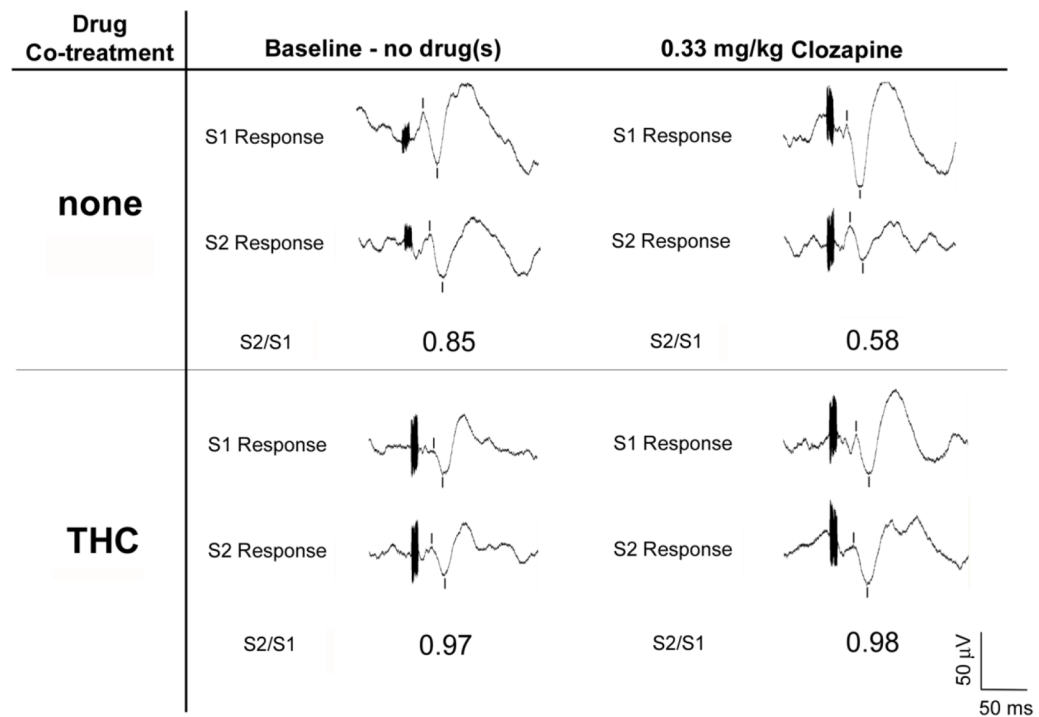 Drug
Co-treatment
Baseline - no drug(s)
0.33 mg/kg Clozapine
none
S1 Response
S1 Response
S2 Response
S2 Response
S2/S1
0.85
S2/S1
0.58
THC
S1 Response
S1 Response
S2 Response
S2 Response
S2/S1
0.97
S2/S1
0.98
50 µV
50 ms